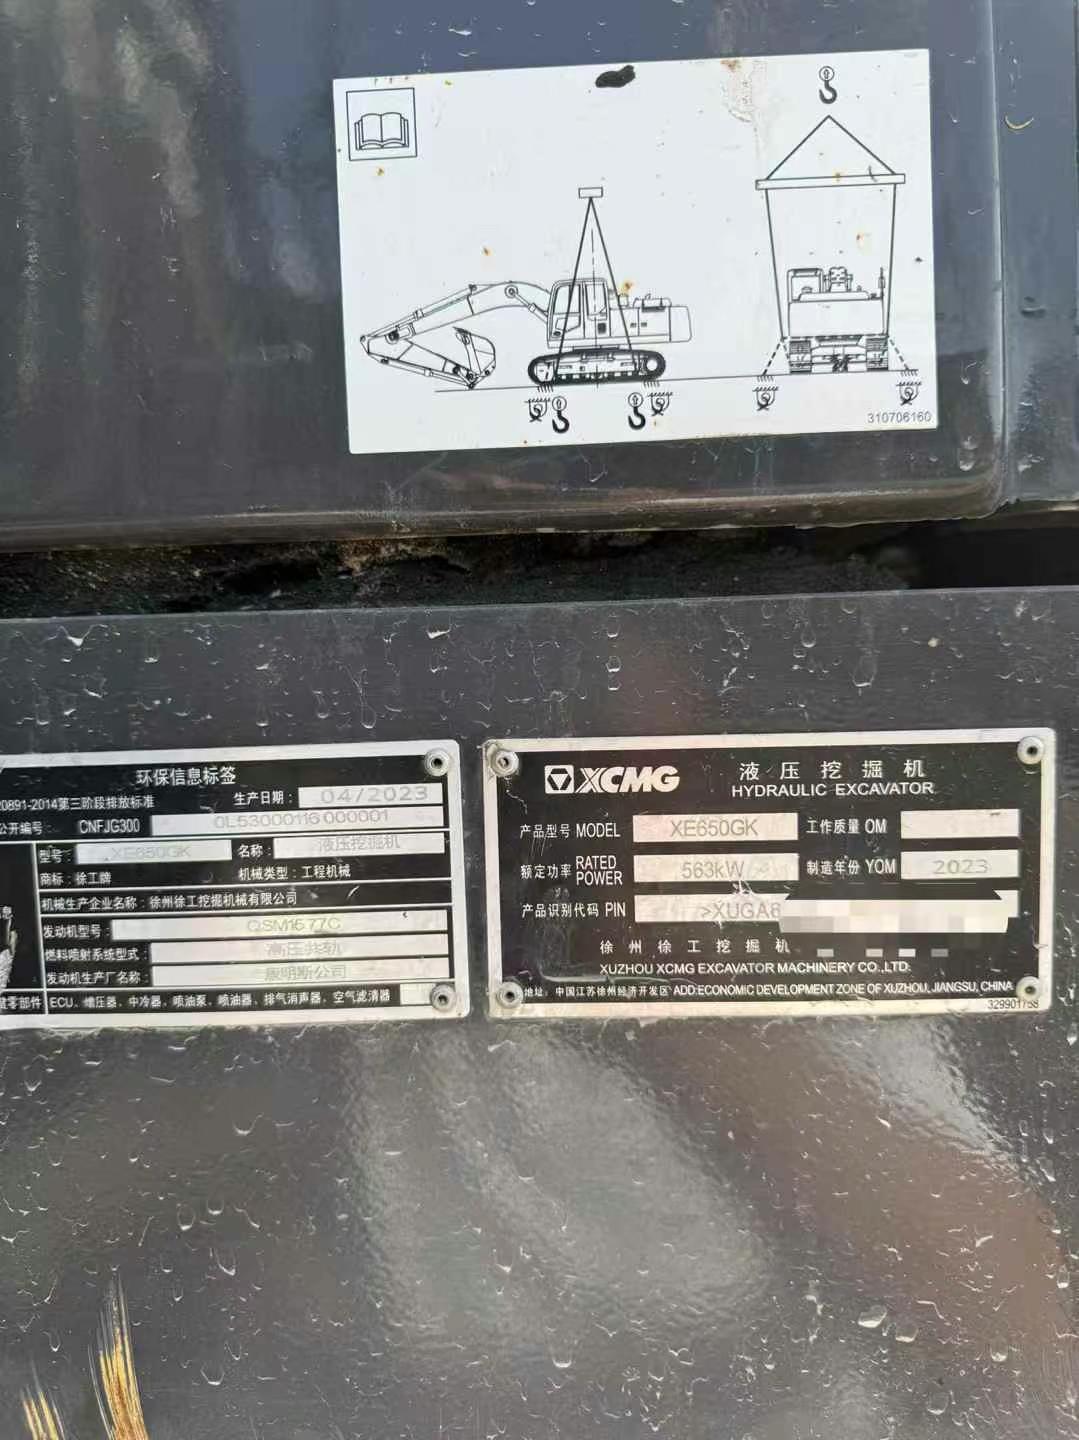 310706160
环保信息标签
20891-2014第三阶段排放标准
生产日期: 04/2023
公开编号: CNFJG300 0L53000116 000001
型号: XE650GK 名称: 液压挖掘机
商标: 徐工牌 机械类型: 工程机械
机械生产企业名称: 徐州徐工挖掘机械有限公司
发动机型号: QSM15 77C
燃料喷射系统型式: 高压共轨
发动机生产厂名称: 康明斯公司
零部件 ECU、增压器、中冷器、喷油泵、喷油器、排气消声器、空气滤清器
XCMG 液压挖掘机
HYDRAULIC EXCAVATOR
产品型号 MODEL XE650GK 工作质量 OM
额定功率 RATED POWER 563kW/ 制造年份 YOM 2023
产品识别代码 PIN >XUGA6
徐州徐工挖掘机
XUZHOU XCMG EXCAVATOR MACHINERY CO.,LTD.
地址: 中国江苏徐州经济开发区 ADD:ECONOMIC DEVELOPMENT ZONE OF XUZHOU, JIANGSU, CHINA